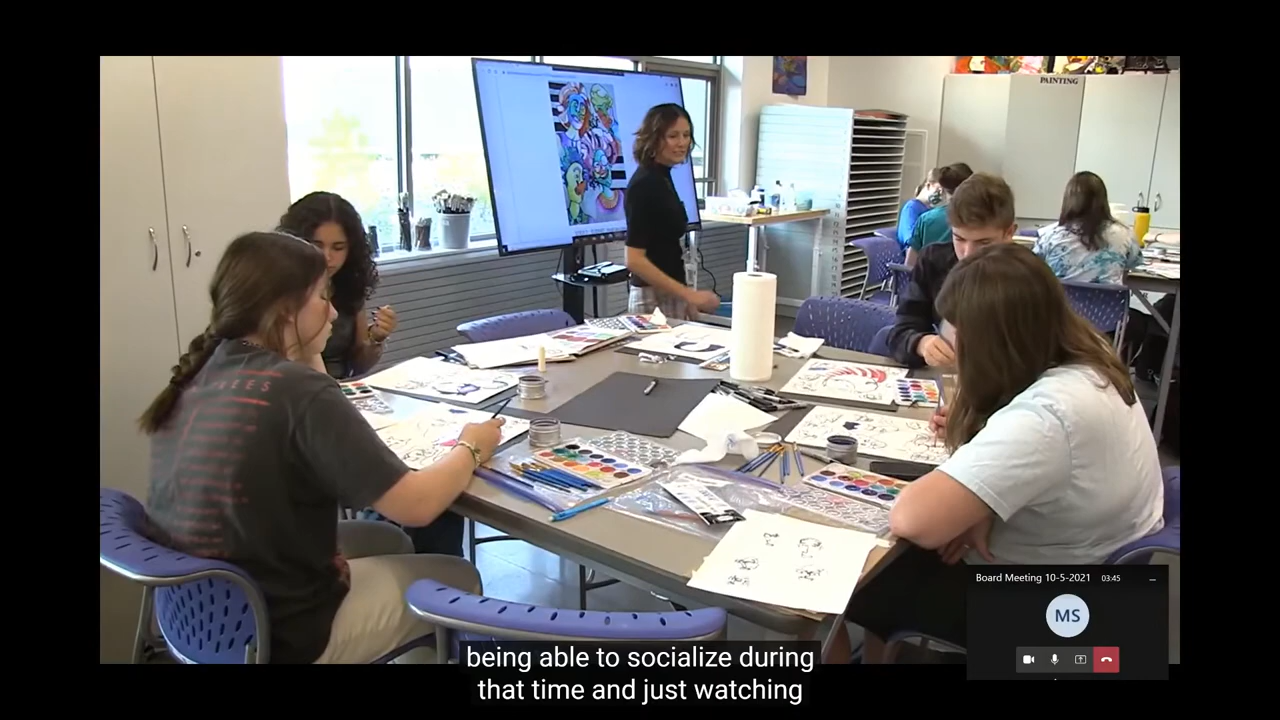 PAINTING
REES
Board Meeting 10-5-2021 03:45
MS
being able to socialize during
that time and just watching